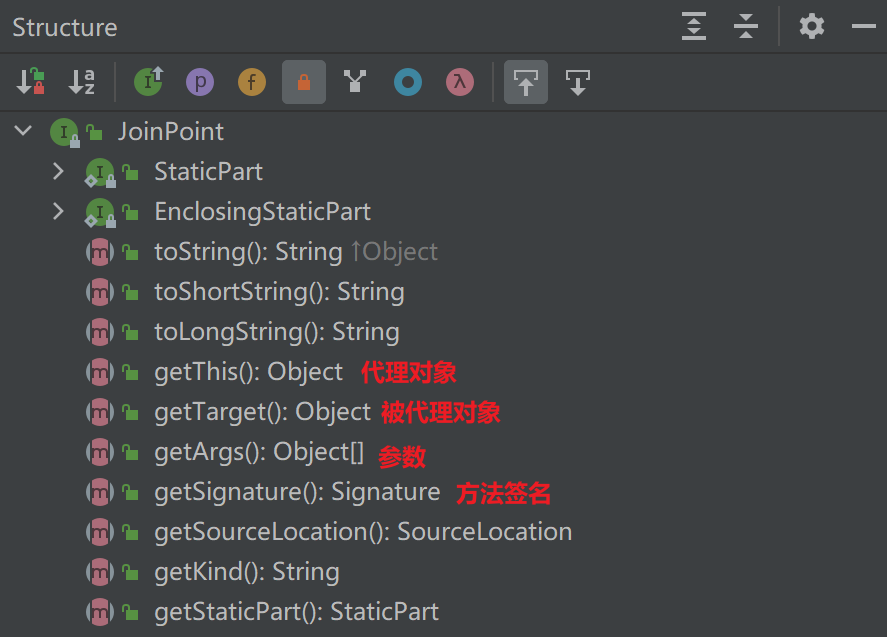 Structure
JoinPoint
StaticPart
EnclosingStaticPart
toString(): String ↑Object
toShortString(): String
toLongString(): String
getThis(): Object 代理对象
getTarget(): Object 被代理对象
getArgs(): Object[] 参数
getSignature(): Signature 方法签名
getSourceLocation(): SourceLocation
getKind(): String
getStaticPart(): StaticPart